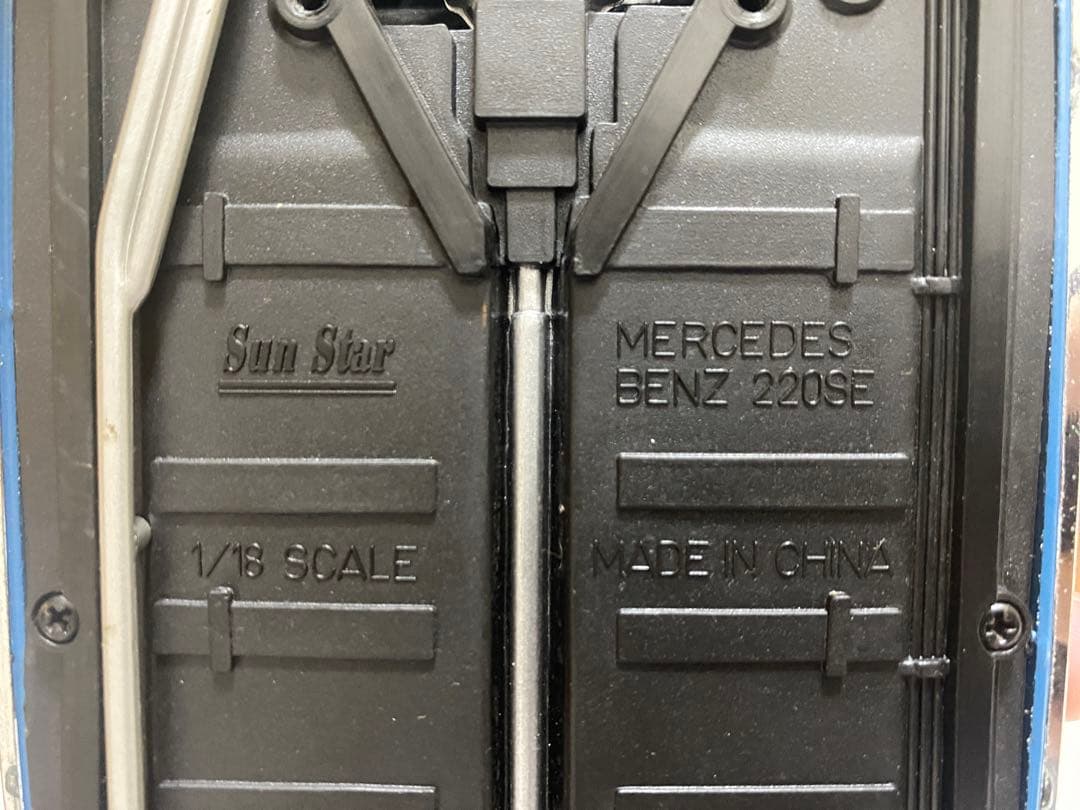 Sun Star
1/18 SCALE
MERCEDES
BENZ 220SE
MADE IN CHINA